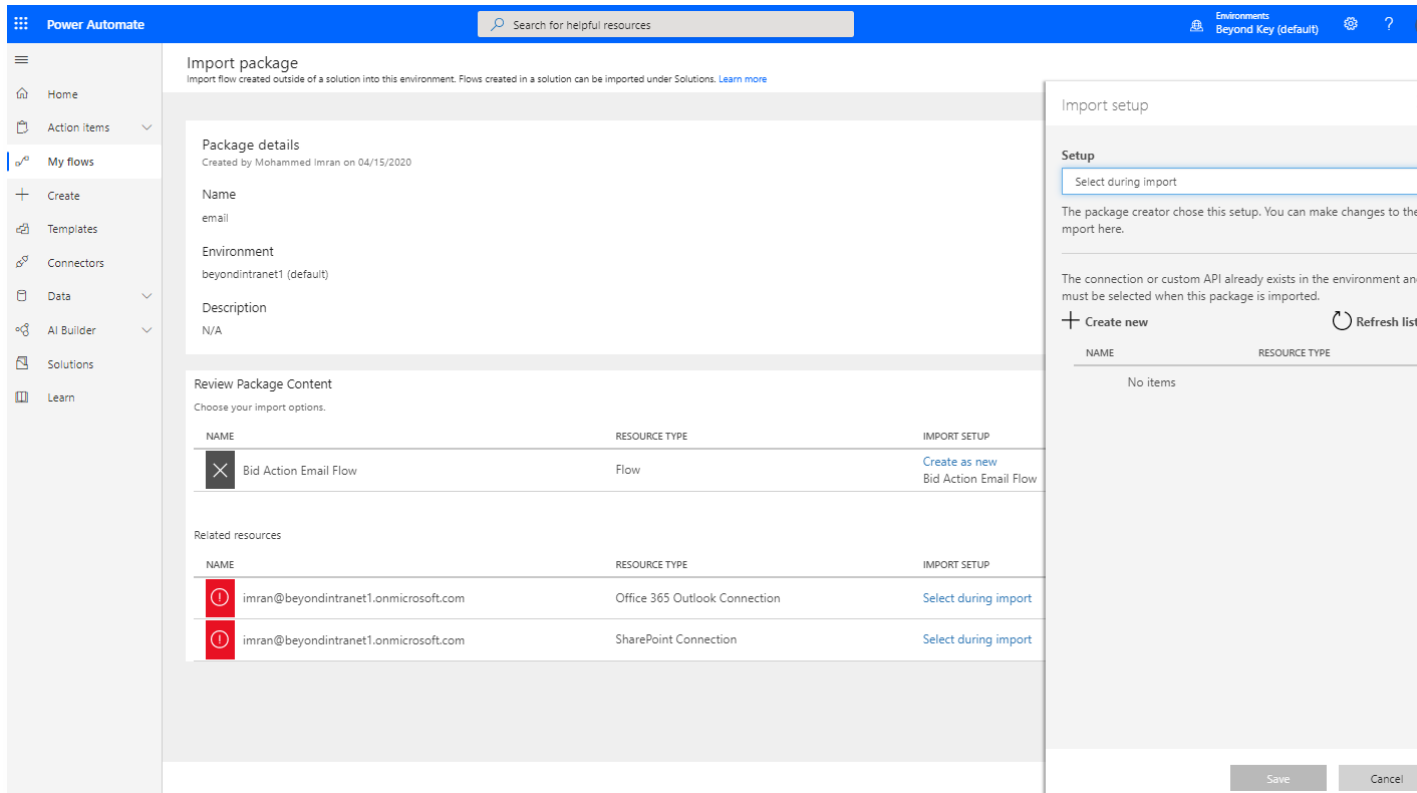 Power Automate
Search for helpful resources
Environments
Beyond Key (default)
?
Home
Action items
My flows
Create
Templates
Connectors
Data
AI Builder
Solutions
Learn
Import package
Import flow created outside of a solution into this environment. Flows created in a solution can be imported under Solutions. Learn more
Package details
Created by Mohammed Imran on 04/15/2020
Name
email
Environment
beyondintranet1 (default)
Description
N/A
Review Package Content
Choose your import options.
NAME RESOURCE TYPE IMPORT SETUP
Bid Action Email Flow Flow Create as new
Bid Action Email Flow
Related resources
NAME RESOURCE TYPE IMPORT SETUP
imran@beyondintranet1.onmicrosoft.com Office 365 Outlook Connection Select during import
imran@beyondintranet1.onmicrosoft.com SharePoint Connection Select during import
Import setup
Setup
Select during import
The package creator chose this setup. You can make changes to the
mport here.
The connection or custom API already exists in the environment and
must be selected when this package is imported.
Create new Refresh list
NAME RESOURCE TYPE
No items
Save Cancel